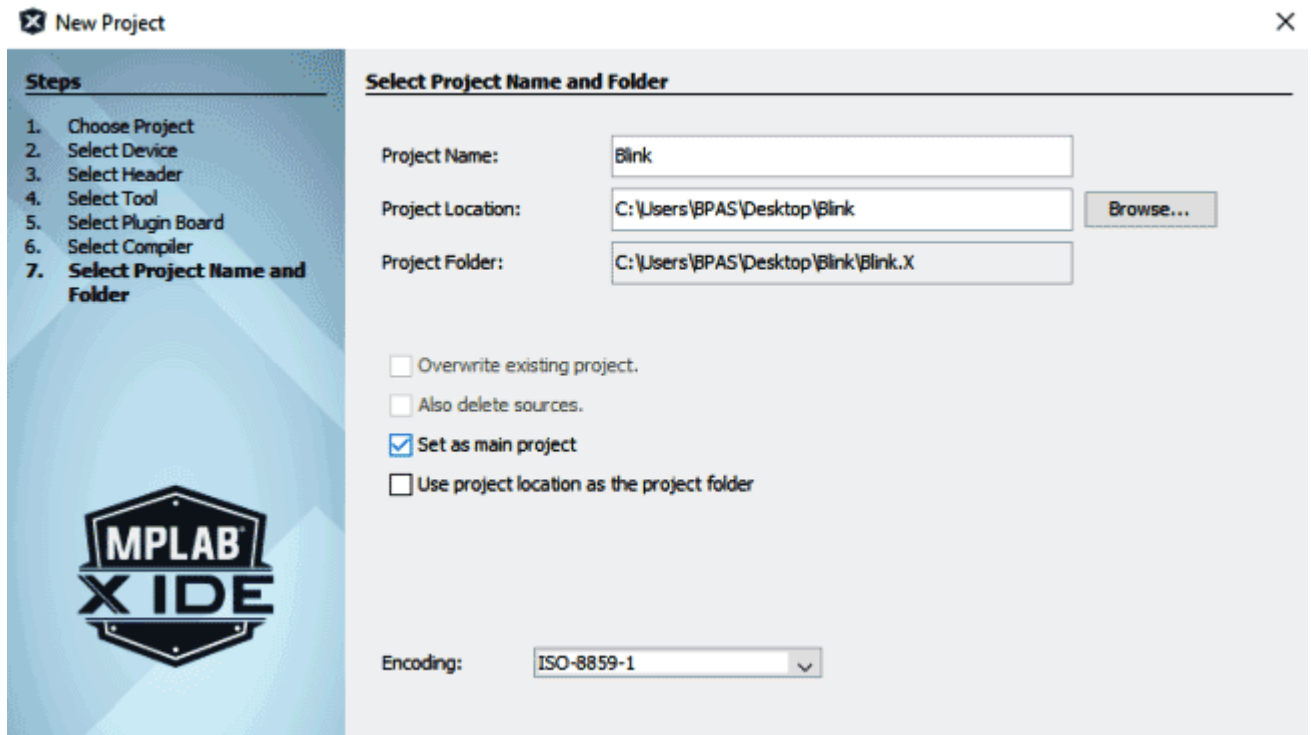 New Project
Steps
1. Choose Project
2. Select Device
3. Select Header
4. Select Tool
5. Select Plugin Board
6. Select Compiler
7. Select Project Name and
Folder
MPLAB®
X IDE
Select Project Name and Folder
Project Name: Blink
Project Location: C:\Users\BPAS\Desktop\Blink Browse...
Project Folder: C:\Users\BPAS\Desktop\Blink\Blink.X
Overwrite existing project.
Also delete sources.
Set as main project
Use project location as the project folder
Encoding: ISO-8859-1